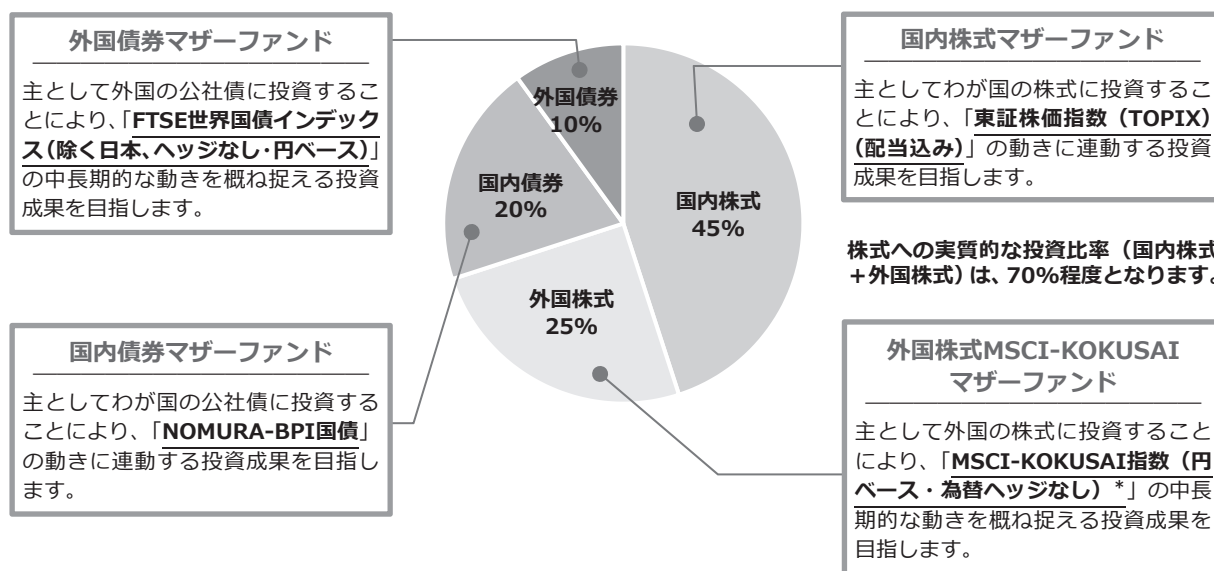 外国債券マザーファンド
主として外国の公社債に投資するこ
とにより、「FTSE世界国債インデック
ス（除く日本、ヘッジなし・円ベース）」
の中長期的な動きを概ね捉える投資
成果を目指します。
国内債券マザーファンド
主としてわが国の公社債に投資する
ことにより、「NOMURA-BPI国債」
の動きに連動する投資成果を目指し
ます。
外国債券
10%
国内債券
20%
国内株式
45%
外国株式
25%
国内株式マザーファンド
主としてわが国の株式に投資するこ
とにより、「東証株価指数（TOPIX）
（配当込み）」の動きに連動する投資
成果を目指します。
株式への実質的な投資比率（国内株式
＋外国株式）は、70%程度となります。
外国株式MSCI-KOKUSAI
マザーファンド
主として外国の株式に投資すること
により、「MSCI-KOKUSAI指数（円
ベース・為替ヘッジなし）*」の中長
期的な動きを概ね捉える投資成果を
目指します。